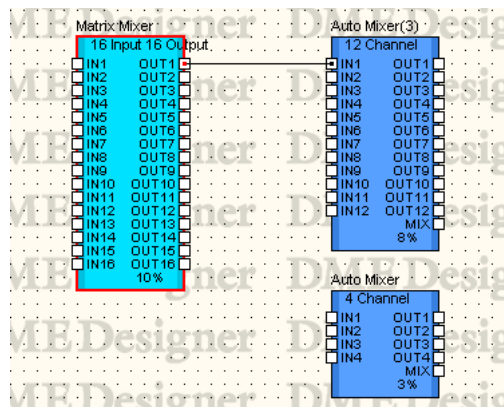 Matrix Mixer
16 Input 16 Output
IN1 OUT1
IN2 OUT2
IN3 OUT3
IN4 OUT4
IN5 OUT5
IN6 OUT6
IN7 OUT7
IN8 OUT8
IN9 OUT9
IN10 OUT10
IN11 OUT11
IN12 OUT12
IN13 OUT13
IN14 OUT14
IN15 OUT15
IN16 OUT16
10%
Auto Mixer(3)
12 Channel
IN1 OUT1
IN2 OUT2
IN3 OUT3
IN4 OUT4
IN5 OUT5
IN6 OUT6
IN7 OUT7
IN8 OUT8
IN9 OUT9
IN10 OUT10
IN11 OUT11
IN12 OUT12
MIX
8%
Auto Mixer
4 Channel
IN1 OUT1
IN2 OUT2
IN3 OUT3
IN4 OUT4
MIX
3%
DME Designer